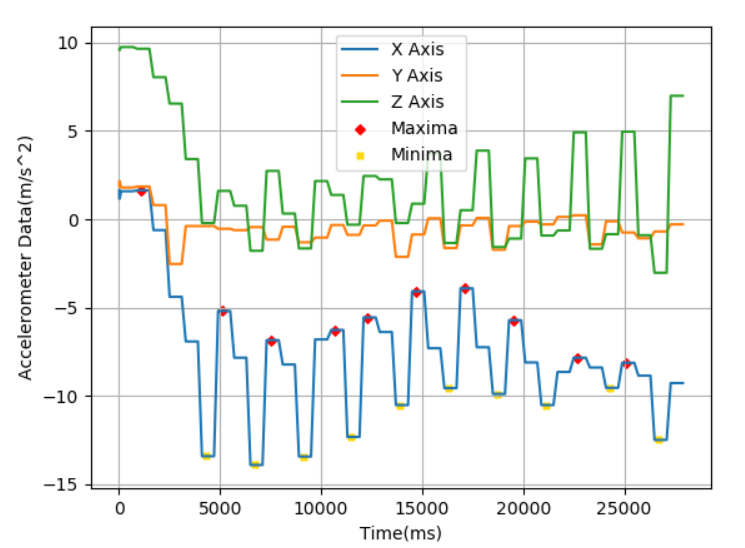 Accelerometer Data(m/s^2)
10
5
0
−5
−10
−15
X Axis
Y Axis
Z Axis
Maxima
Minima
0 5000 10000 15000 20000 25000
Time(ms)